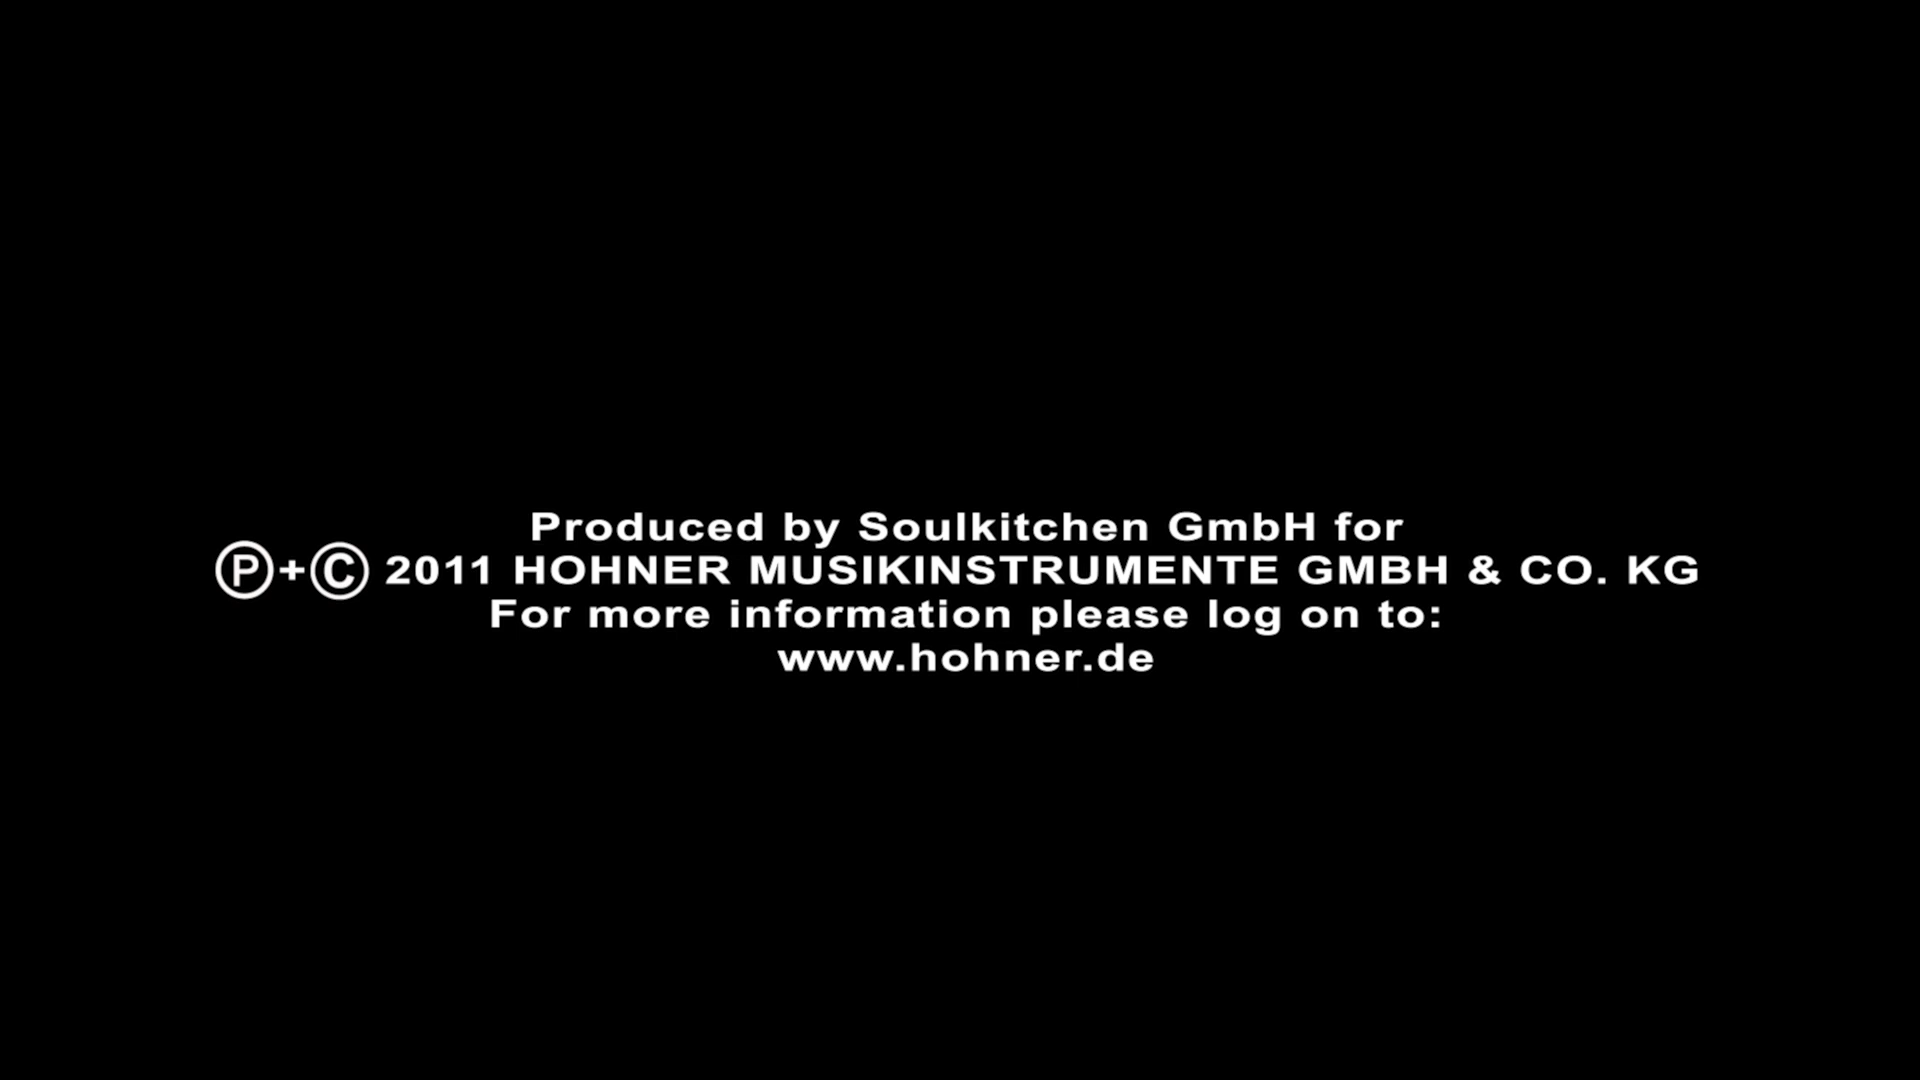 Produced by Soulkitchen GmbH for
Ⓟ+© 2011 HOHNER MUSIKINSTRUMENTE GMBH & CO. KG
For more information please log on to:
www.hohner.de